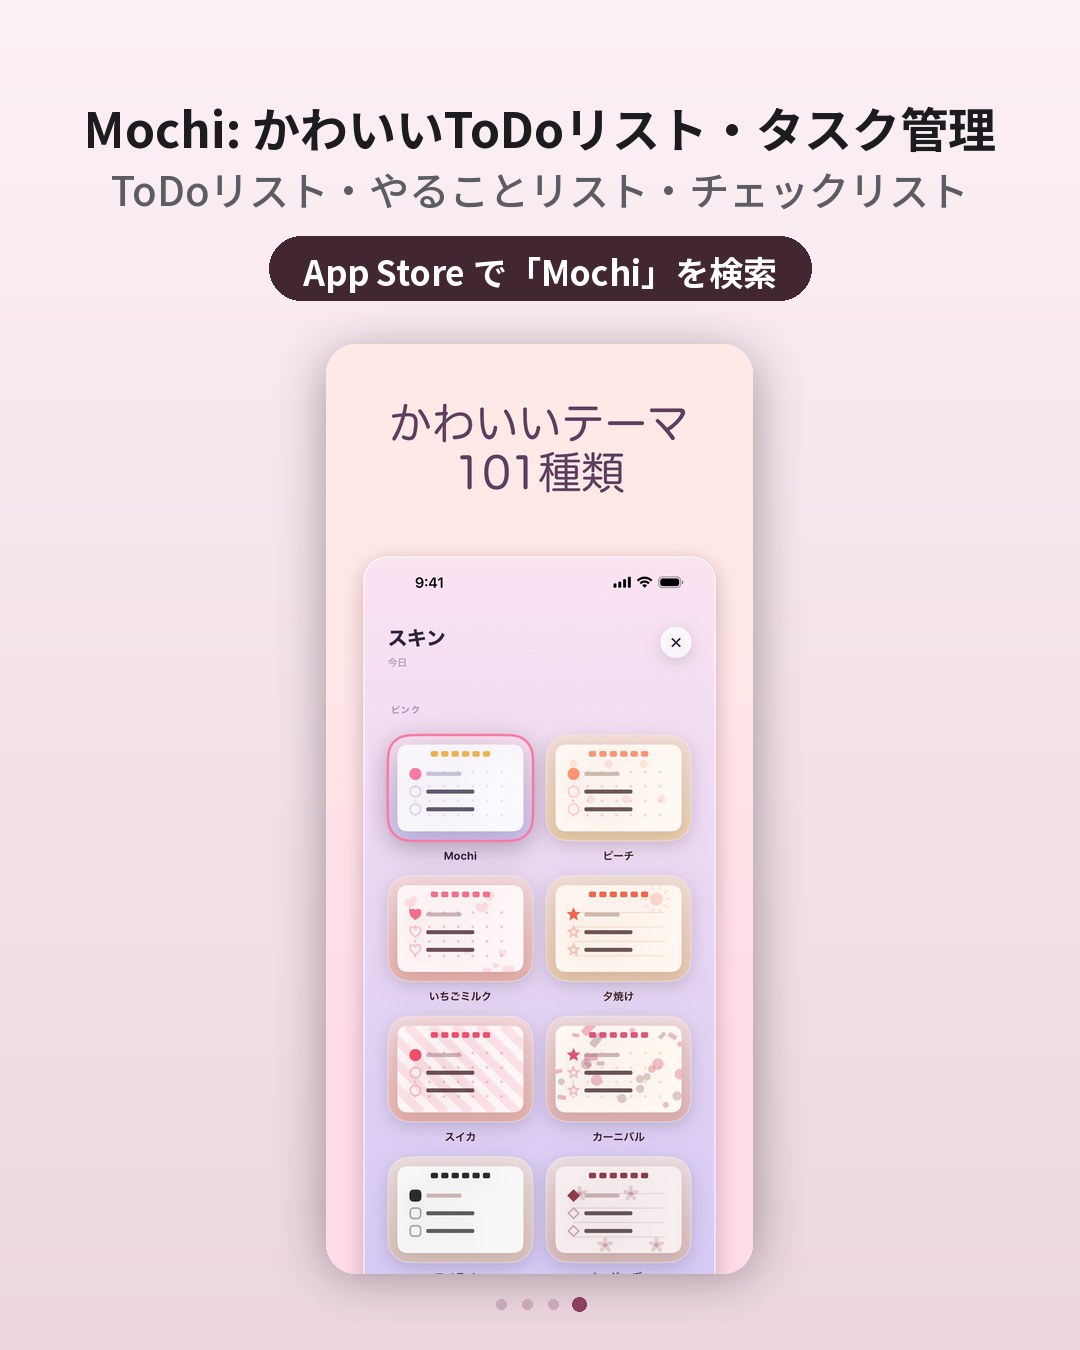 Mochi: かわいいToDoリスト・タスク管理
ToDoリスト・やることリスト・チェックリスト
App Store で「Mochi」を検索
かわいいテーマ
101種類
9:41
スキン
今日
ピンク
Mochi
ピーチ
いちごミルク
夕焼け
スイカ
カーニバル